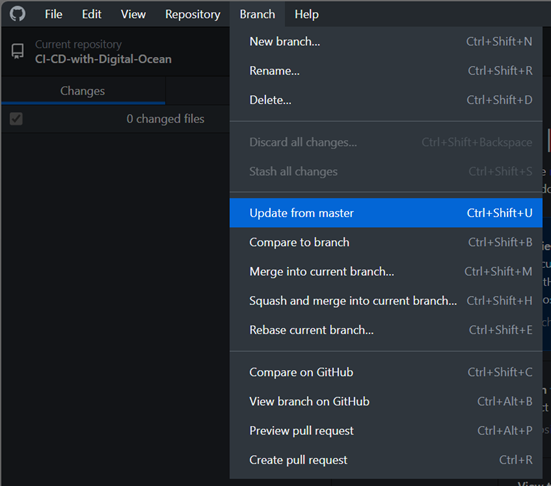 File Edit View Repository Branch Help
Current repository
CI-CD-with-Digital-Ocean
Changes
0 changed files
New branch... Ctrl+Shift+N
Rename... Ctrl+Shift+R
Delete... Ctrl+Shift+D
Discard all changes... Ctrl+Shift+Backspace
Stash all changes Ctrl+Shift+S
Update from master Ctrl+Shift+U
Compare to branch Ctrl+Shift+B
Merge into current branch... Ctrl+Shift+M
Squash and merge into current branch... Ctrl+Shift+H
Rebase current branch... Ctrl+Shift+E
Compare on GitHub Ctrl+Shift+C
View branch on GitHub Ctrl+Alt+B
Preview pull request Ctrl+Alt+P
Create pull request Ctrl+R